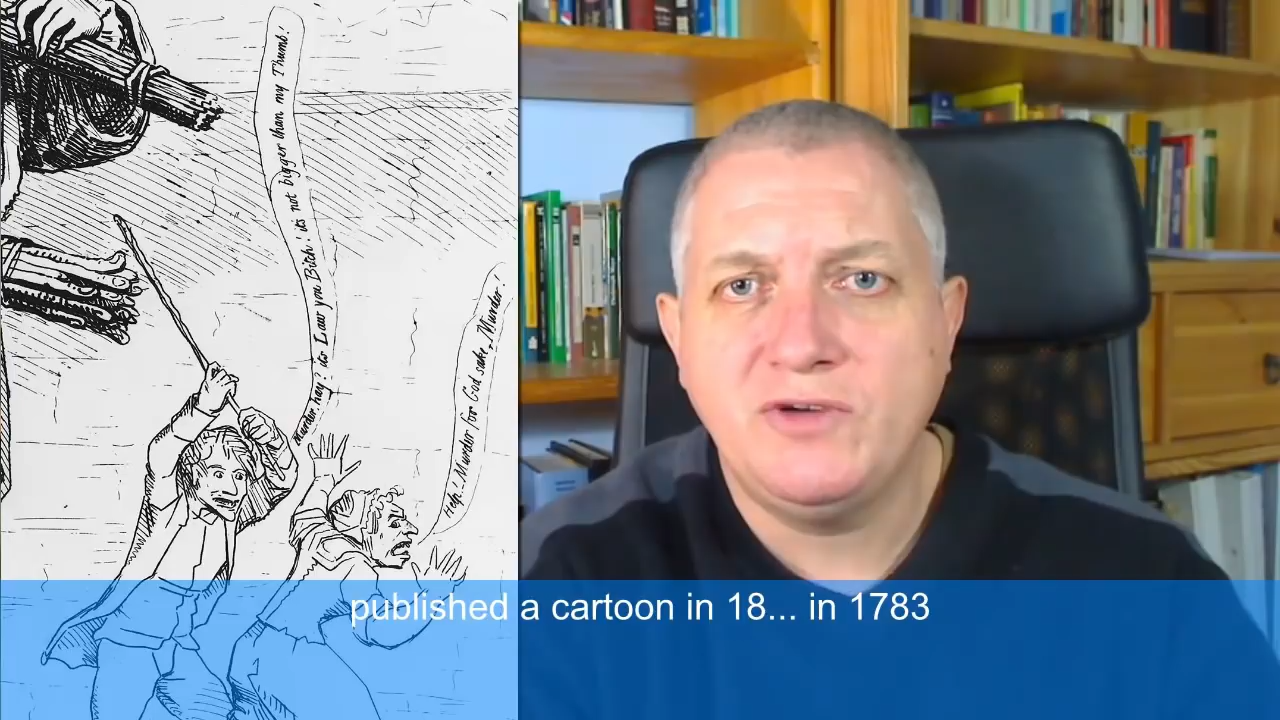 Murder hay? its Law you Bitch! its not bigger than my Thumb!
Help! Murder for God sake, Murder!
published a cartoon in 18... in 1783